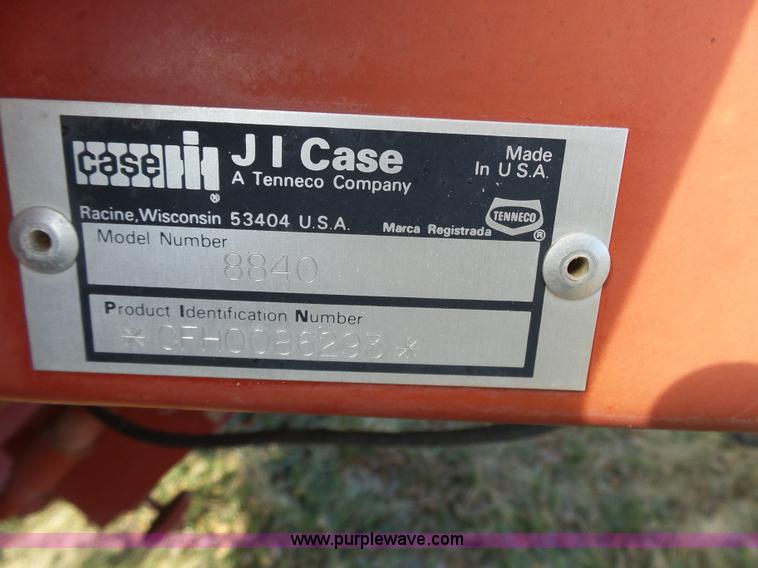 case IH ® J I Case
A Tenneco Company
Made
In U.S.A.
Racine, Wisconsin 53404 U.S.A.
Marca Registrada TENNECO ®
Model Number
8840
Product Identification Number
*CFH0086293*
www.purplewave.com